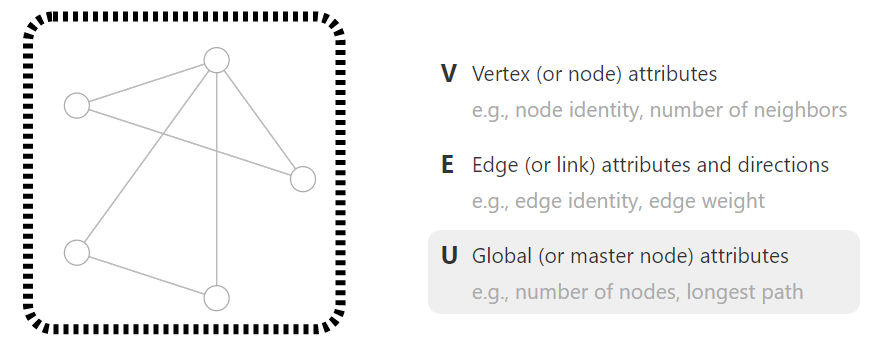 V Vertex (or node) attributes
e.g., node identity, number of neighbors
E Edge (or link) attributes and directions
e.g., edge identity, edge weight
U Global (or master node) attributes
e.g., number of nodes, longest path